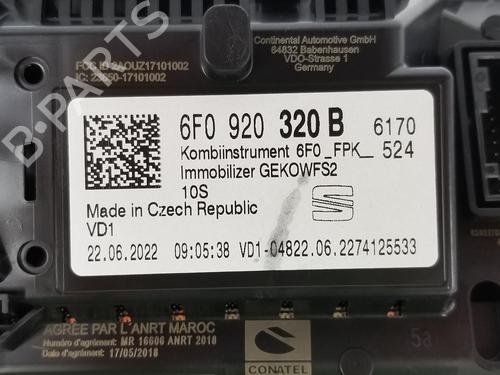 Continental Automotive GmbH
64832 Babenhausen
VDO-Strasse 1
Germany
FCC ID 2AOUZ17101002
IC: 23650-17101002
6F0 920 320 B 6170
Kombiinstrument 6F0_FPK_ 524
Immobilizer GEKOWFS2
10S
Made in Czech Republic
VD1
22.06.2022 09:05:38 VD1-04822.06.2274125533
AGREE PAR L'ANRT MAROC
Numéro d'agrément: MR 16606 ANRT 2018
Date d'agrément: 17/05/2018
CONATEL
5a